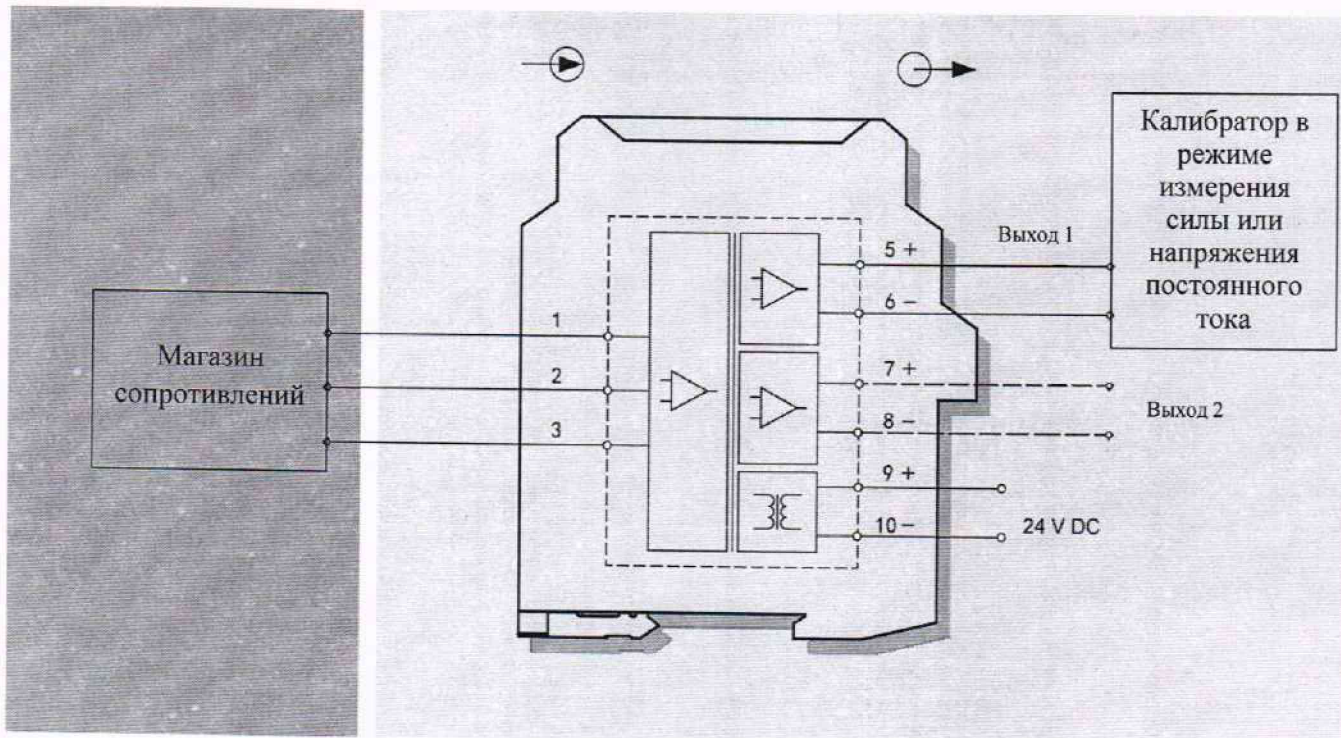 Магазин
сопротивлений
1
2
3
5 +
6 –
7 +
8 –
9 +
10 –
Выход 1
Выход 2
24 V DC
Калибратор в
режиме
измерения
силы или
напряжения
постоянного
тока